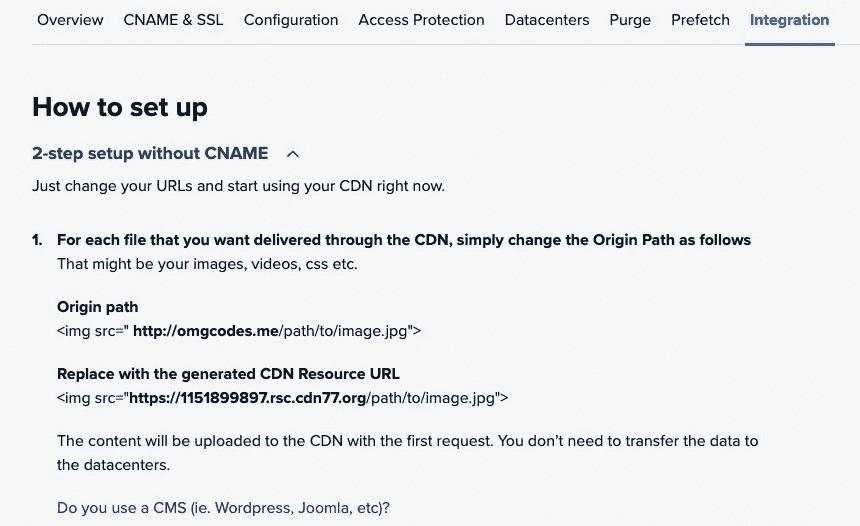 Overview CNAME & SSL Configuration Access Protection Datacenters Purge Prefetch Integration
How to set up
2-step setup without CNAME
Just change your URLs and start using your CDN right now.
1. For each file that you want delivered through the CDN, simply change the Origin Path as follows
That might be your images, videos, css etc.
Origin path
<img src=" http://omgcodes.me/path/to/image.jpg">
Replace with the generated CDN Resource URL
<img src="https://1151899897.rsc.cdn77.org/path/to/image.jpg">
The content will be uploaded to the CDN with the first request. You don’t need to transfer the data to
the datacenters.
Do you use a CMS (ie. Wordpress, Joomla, etc)?